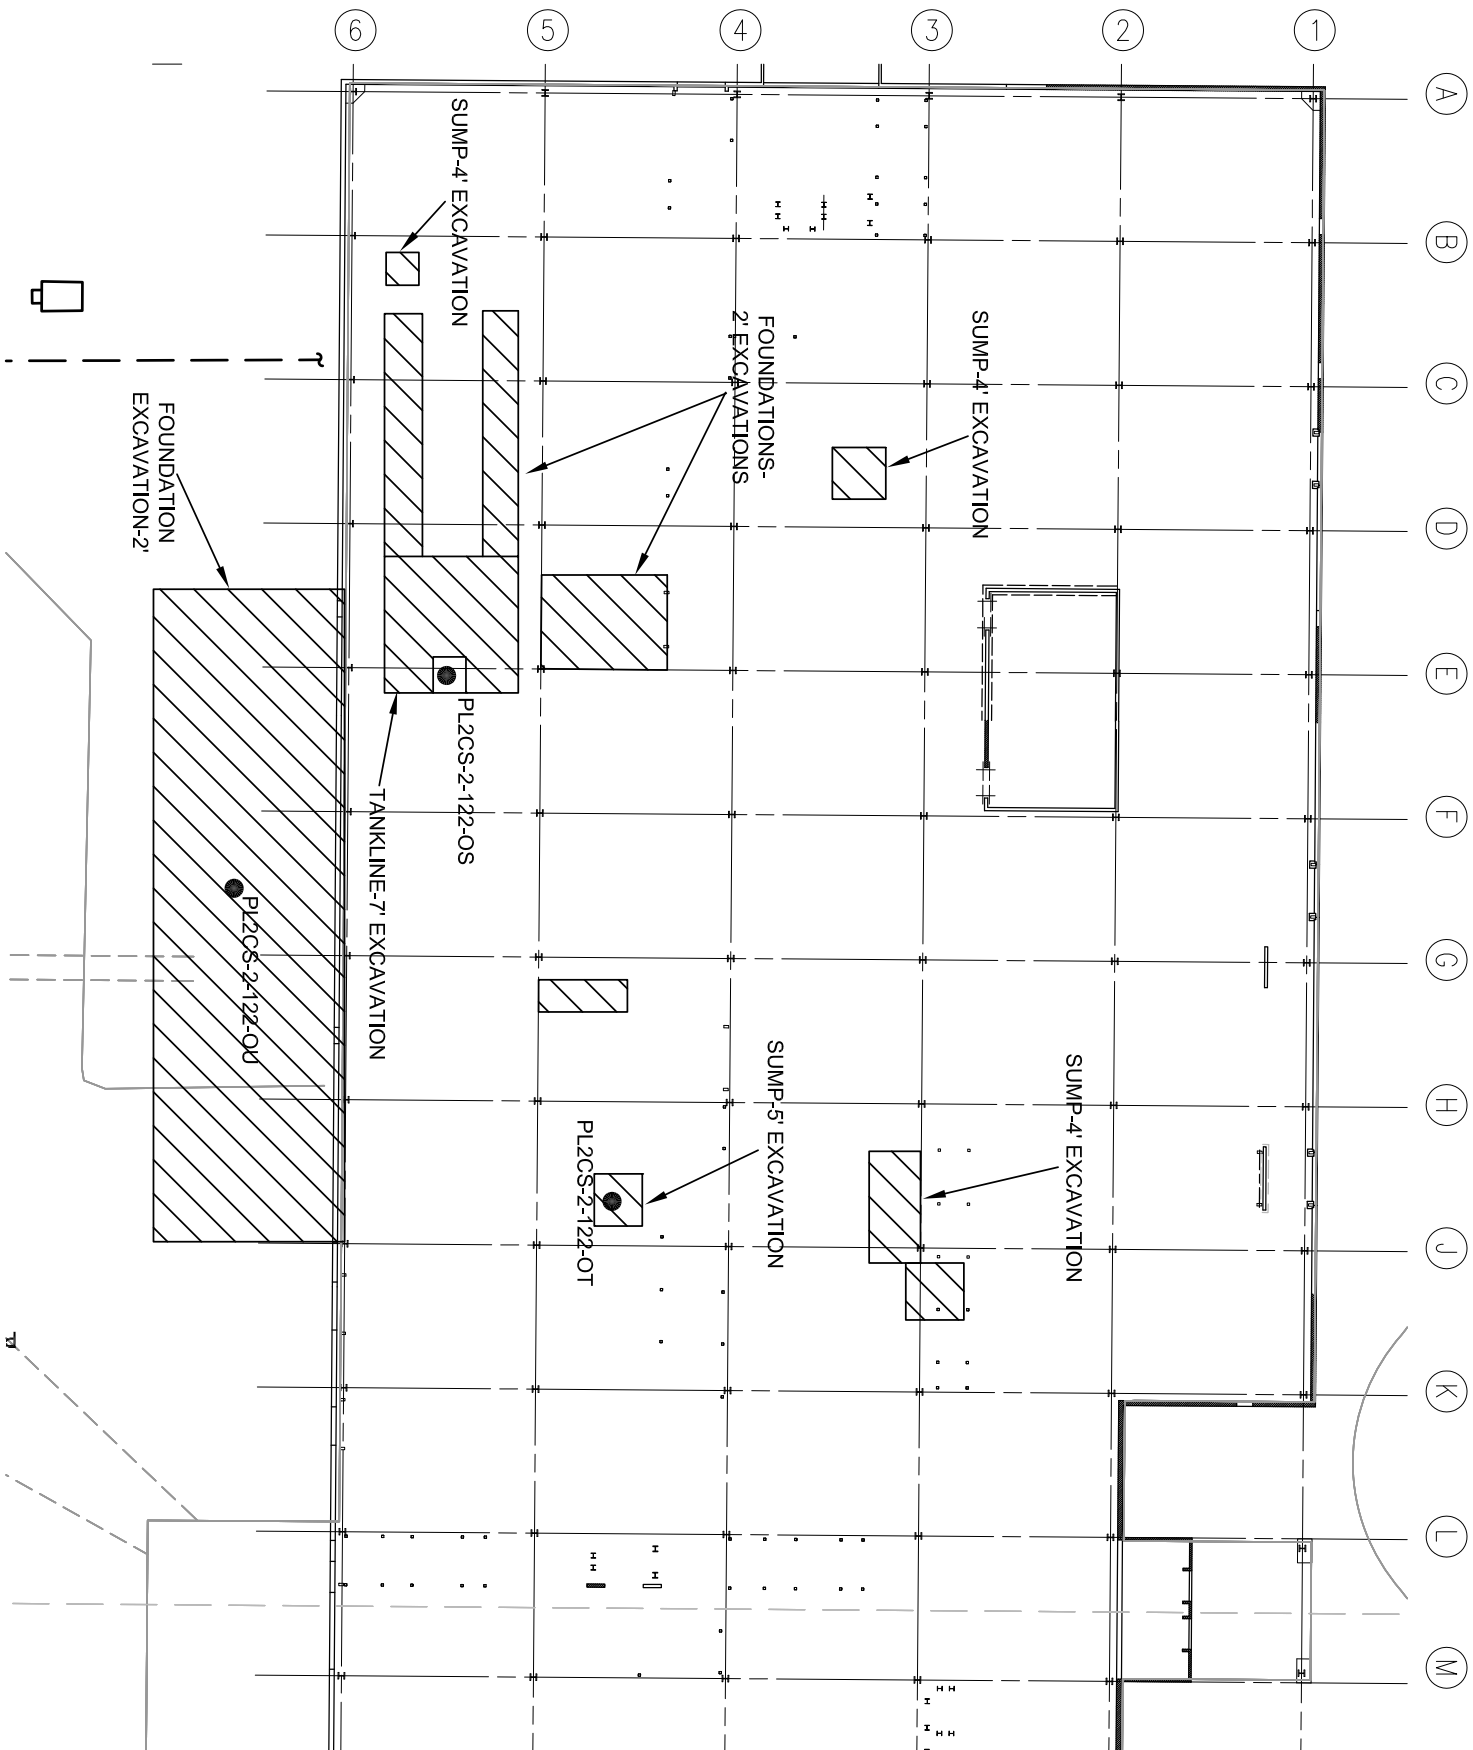 6
5
4
3
2
1
A
B
C
D
E
F
G
H
J
K
L
M
SUMP-4' EXCAVATION
FOUNDATIONS-
2' EXCAVATIONS
SUMP-4' EXCAVATION
FOUNDATION
EXCAVATION-2'
PL2CS-2-122-OS
TANKLINE-7' EXCAVATION
PL2CS-2-122-OU
SUMP-5' EXCAVATION
PL2CS-2-122-OT
SUMP-4' EXCAVATION